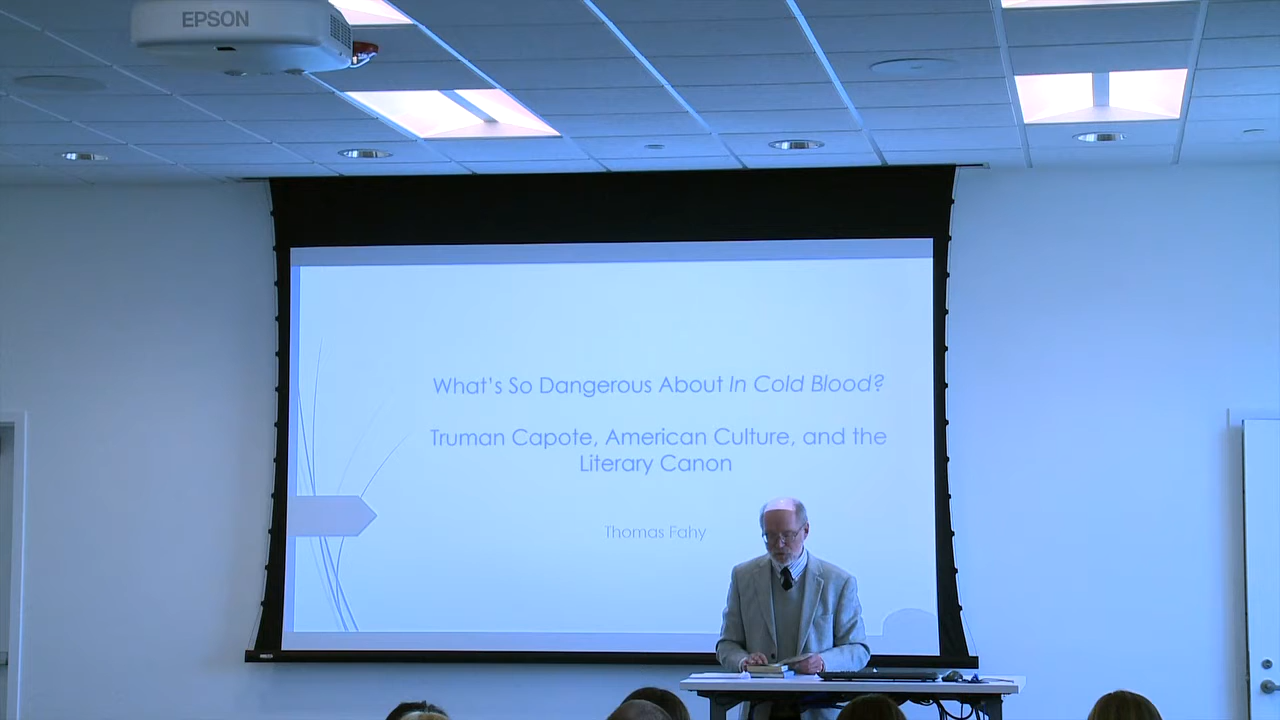 EPSON
What's So Dangerous About In Cold Blood?
Truman Capote, American Culture, and the
Literary Canon
Thomas Fahy